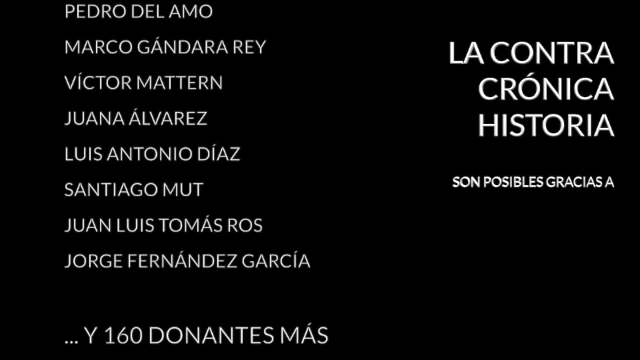 PEDRO DEL AMO
MARCO GÁNDARA REY
VÍCTOR MATTERN
JUANA ÁLVAREZ
LUIS ANTONIO DÍAZ
SANTIAGO MUT
JUAN LUIS TOMÁS ROS
JORGE FERNÁNDEZ GARCÍA
... Y 160 DONANTES MÁS
LA CONTRA
CRÓNICA
HISTORIA
SON POSIBLES GRACIAS A